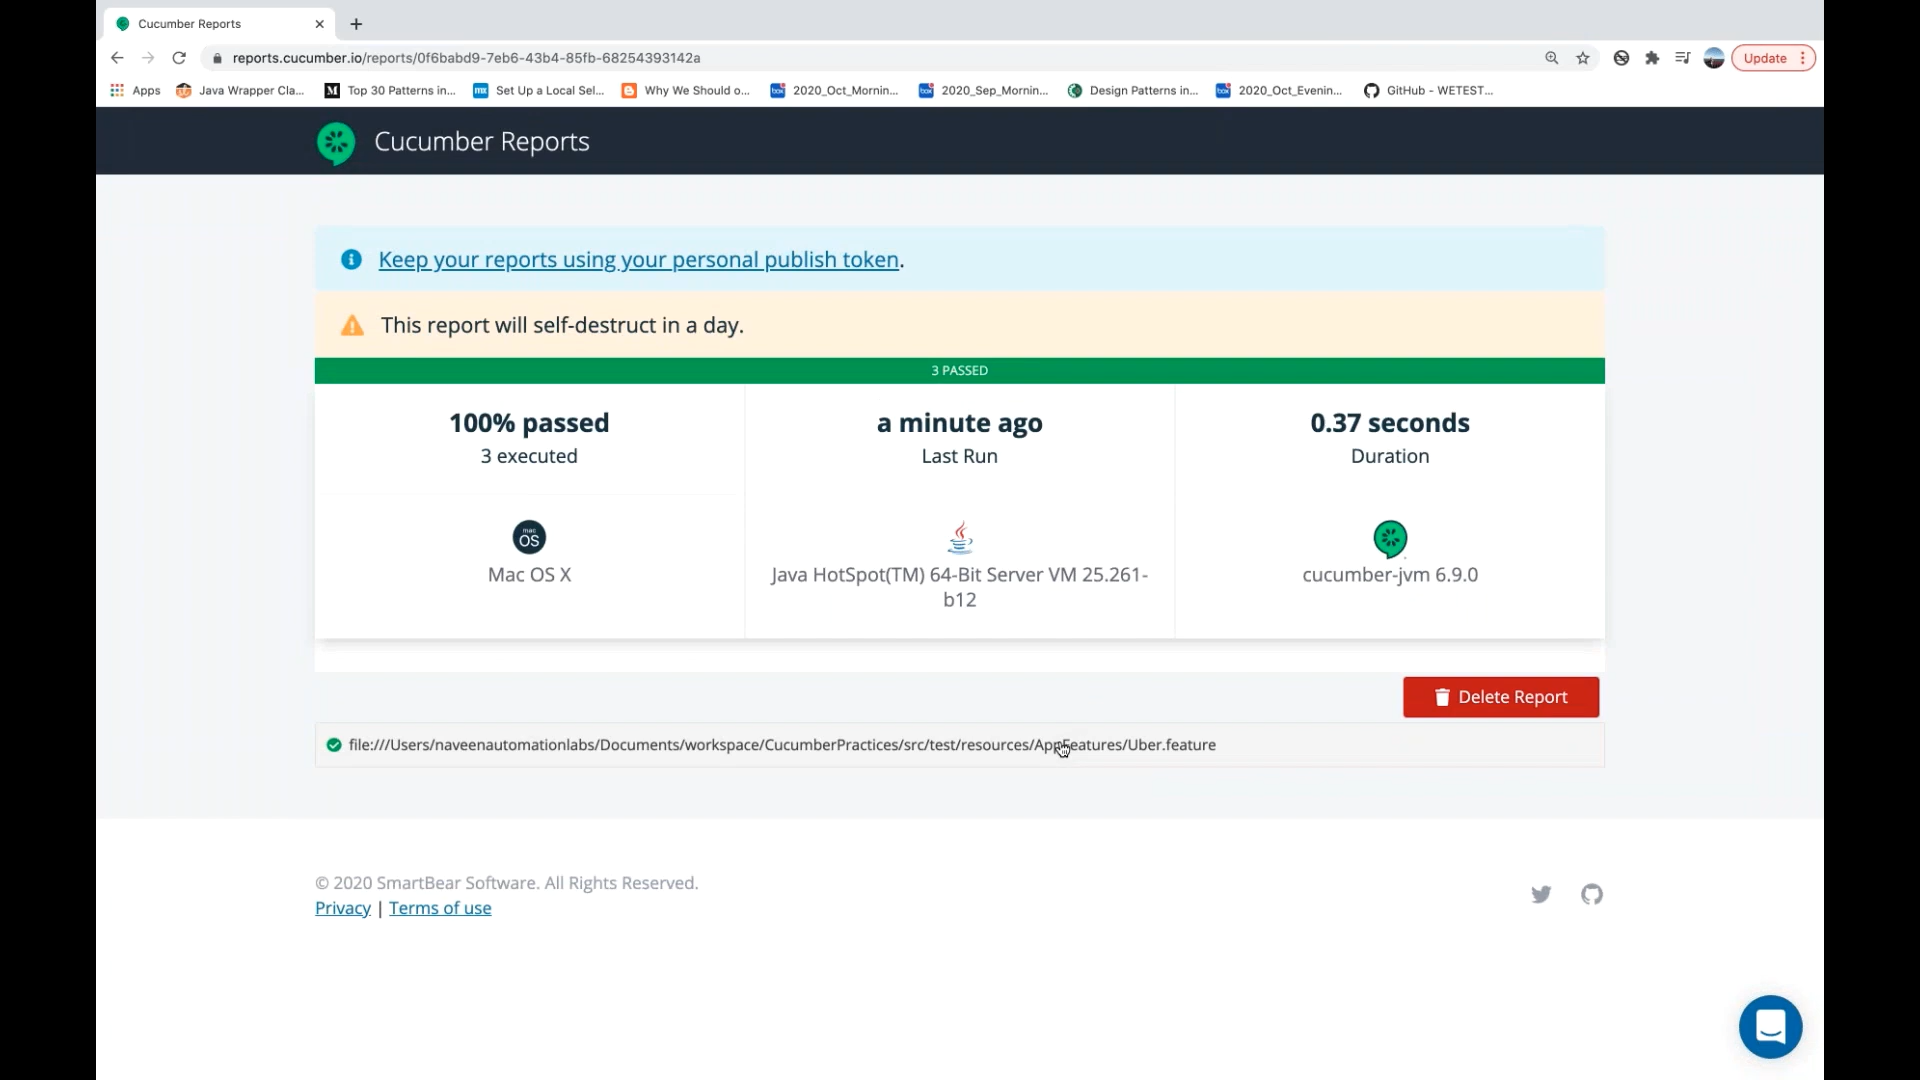 Cucumber Reports
reports.cucumber.io/reports/0f6babd9-7eb6-43b4-85fb-68254393142a
Update
Apps
Java Wrapper Cla...
Top 30 Patterns in...
Set Up a Local Sel...
Why We Should o...
2020_Oct_Mornin...
2020_Sep_Mornin...
Design Patterns in...
2020_Oct_Evenin...
GitHub - WETEST...
Cucumber Reports
Keep your reports using your personal publish token.
This report will self-destruct in a day.
3 PASSED
100% passed
3 executed
a minute ago
Last Run
0.37 seconds
Duration
mac
OS
Mac OS X
Java HotSpot(TM) 64-Bit Server VM 25.261-
b12
cucumber-jvm 6.9.0
Delete Report
file:///Users/naveenautomationlabs/Documents/workspace/CucumberPractices/src/test/resources/AppFeatures/Uber.feature
© 2020 SmartBear Software. All Rights Reserved.
Privacy | Terms of use